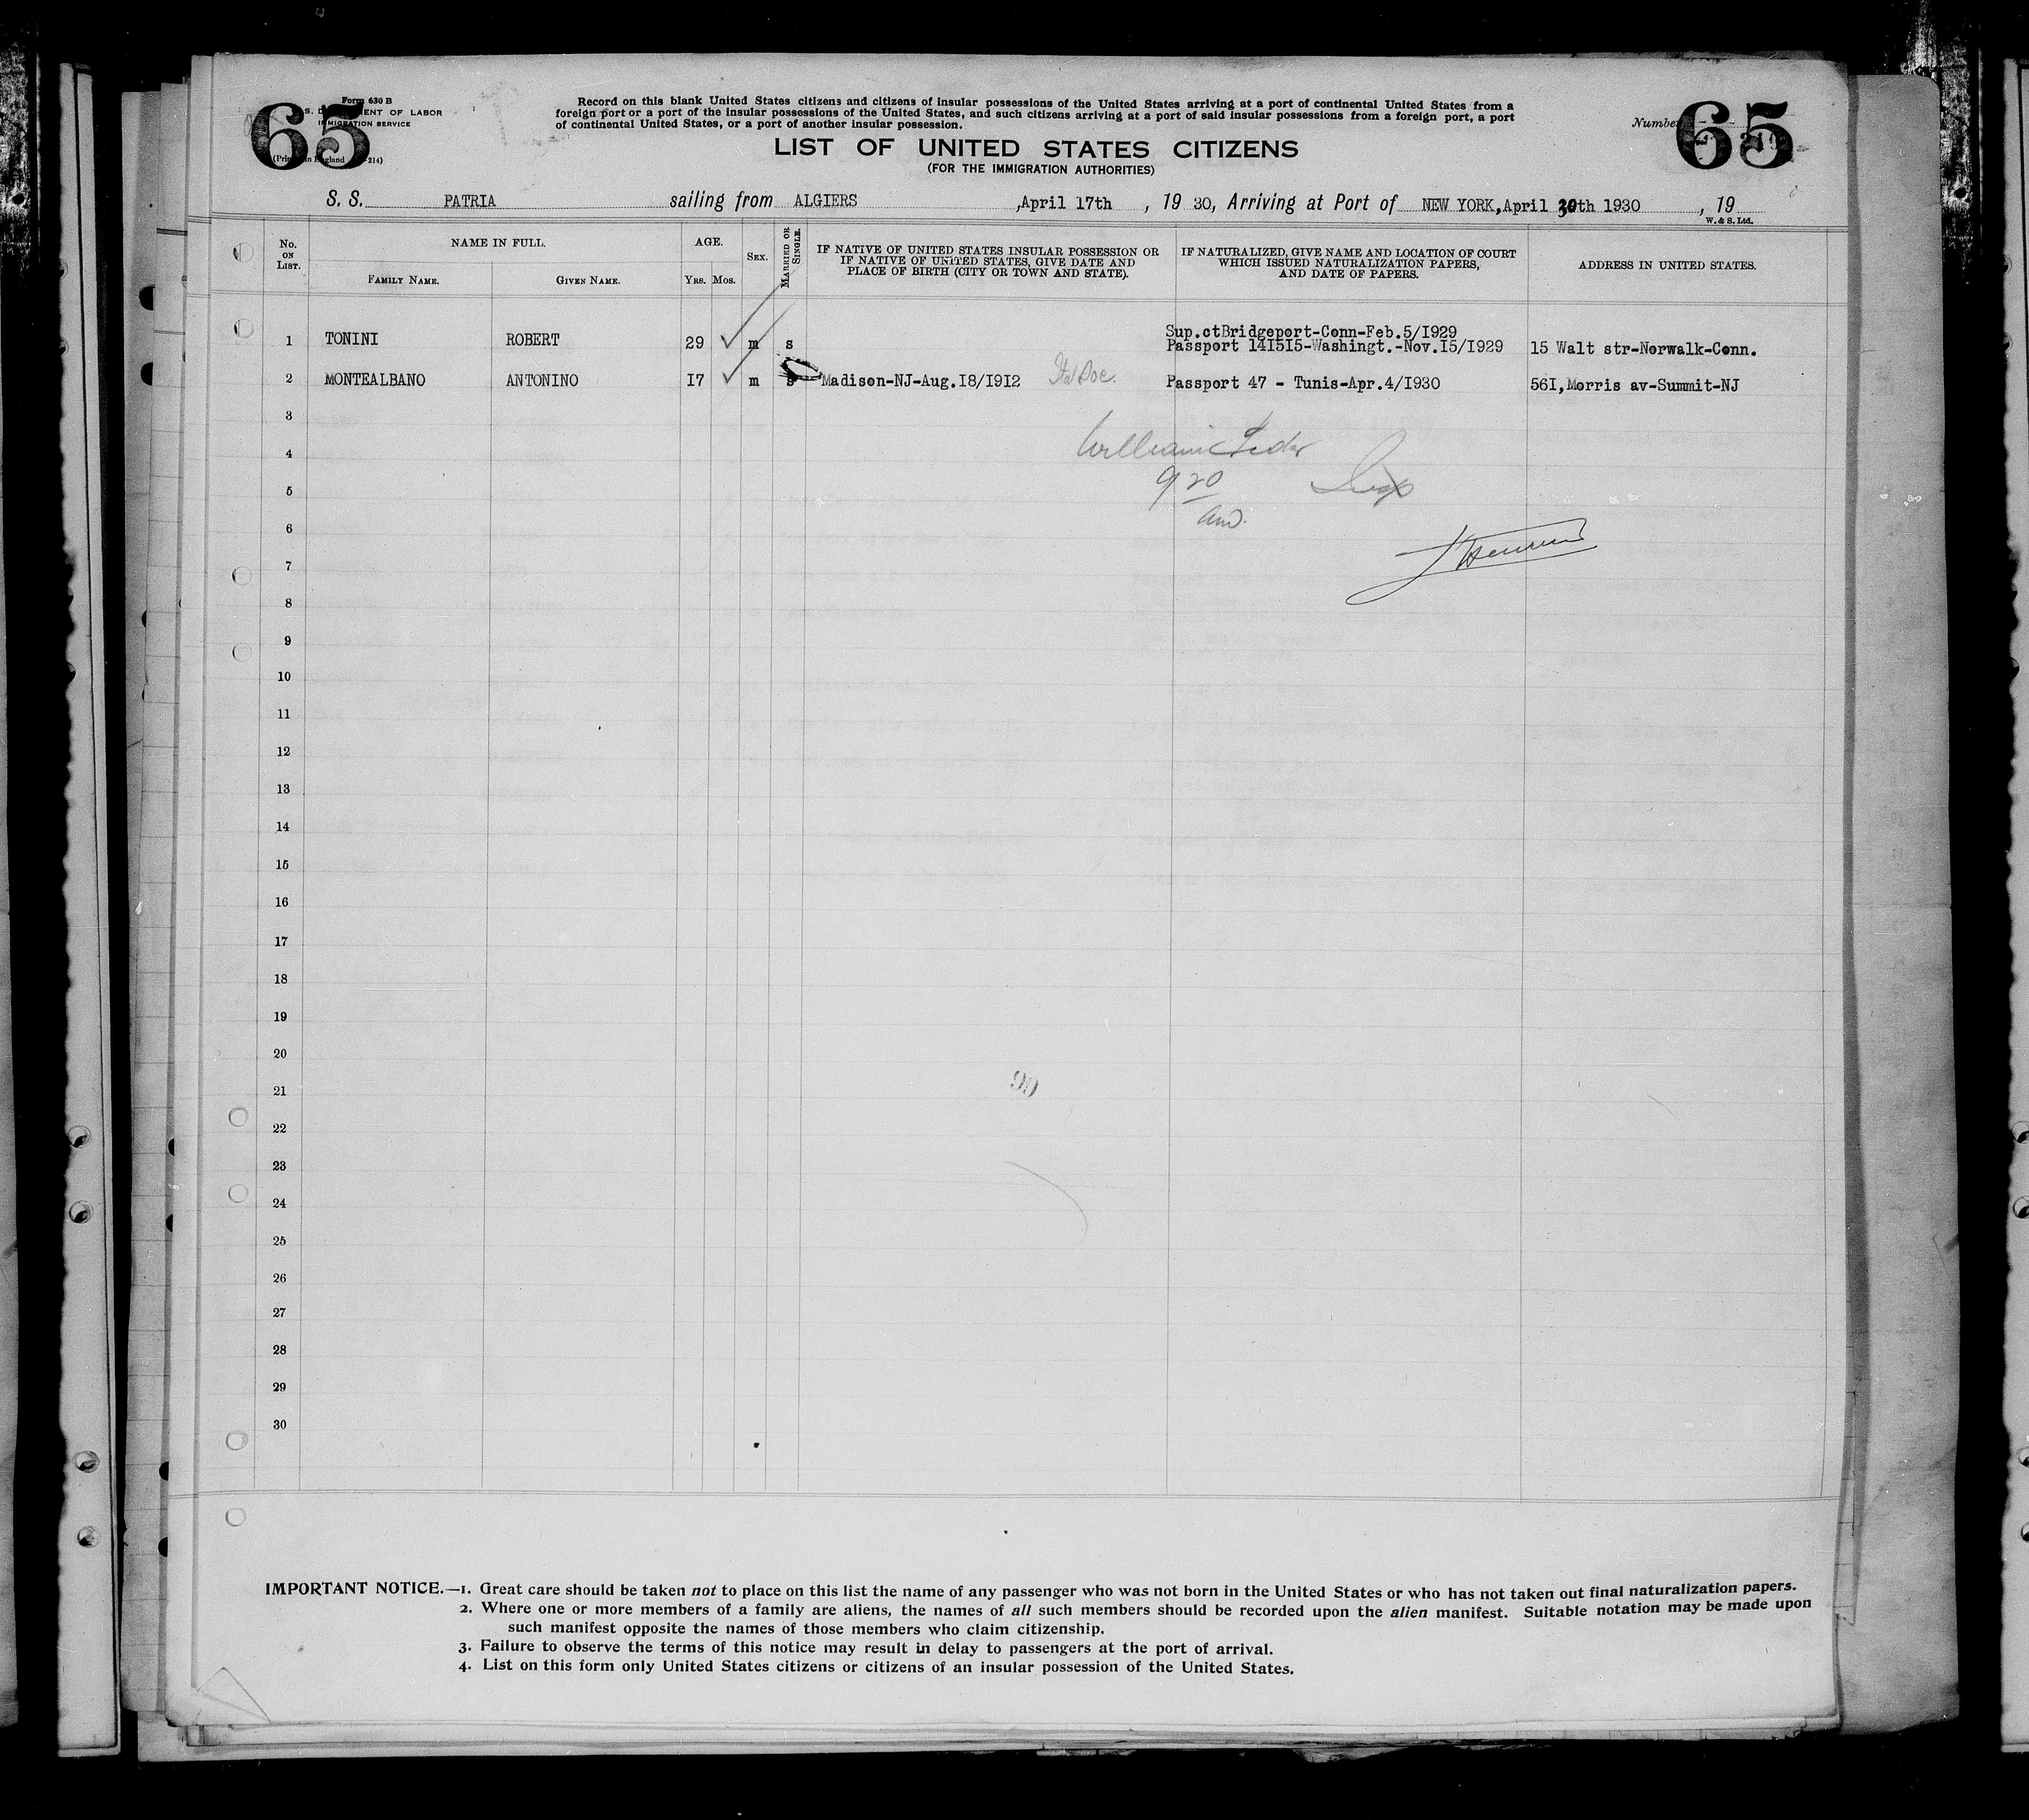 65
Form 630 B
S. D ENT OF LABOR
IMMIGRATION SERVICE
Record on this blank United States citizens and citizens of insular possessions of the United States arriving at a port of continental United States from a
foreign port or a port of the insular possessions of the United States, and such citizens arriving at a port of said insular possessions from a foreign port, a port
of continental United States, or a port of another insular possession.
Number 65
LIST OF UNITED STATES CITIZENS
(FOR THE IMMIGRATION AUTHORITIES)
S. S. PATRIA sailing from ALGIERS ,April 17th , 19 30, Arriving at Port of NEW YORK,April 30th 1930 , 19
W. & S. Ltd.
No. ON LIST.
NAME IN FULL.
FAMILY NAME.
GIVEN NAME.
AGE.
YRS. MOS.
SEX.
MARRIED OR SINGLE.
IF NATIVE OF UNITED STATES INSULAR POSSESSION OR
IF NATIVE OF UNITED STATES, GIVE DATE AND
PLACE OF BIRTH (CITY OR TOWN AND STATE).
IF NATURALIZED, GIVE NAME AND LOCATION OF COURT
WHICH ISSUED NATURALIZATION PAPERS,
AND DATE OF PAPERS.
ADDRESS IN UNITED STATES.
Sup.ctBridgeport-Conn-Feb.5/I929
1 TONINI ROBERT 29 m s Passport 14I5I5-Washingt.-Nov.I5/I929 15 Walt str-Norwalk-Conn.
2 MONTEALBANO ANTONINO I7 m s Madison-NJ-Aug.I8/I9I2 Passport 47 - Tunis-Apr.4/I930 56I,Morris av-Summit-NJ
3
4 William
5 9 20
6
7
8
9
10
11
12
13
14
15
16
17
18
19
20
21
22
23
24
25
26
27
28
29
30
IMPORTANT NOTICE.—1. Great care should be taken not to place on this list the name of any passenger who was not born in the United States or who has not taken out final naturalization papers.
2. Where one or more members of a family are aliens, the names of all such members should be recorded upon the alien manifest. Suitable notation may be made upon
such manifest opposite the names of those members who claim citizenship.
3. Failure to observe the terms of this notice may result in delay to passengers at the port of arrival.
4. List on this form only United States citizens or citizens of an insular possession of the United States.